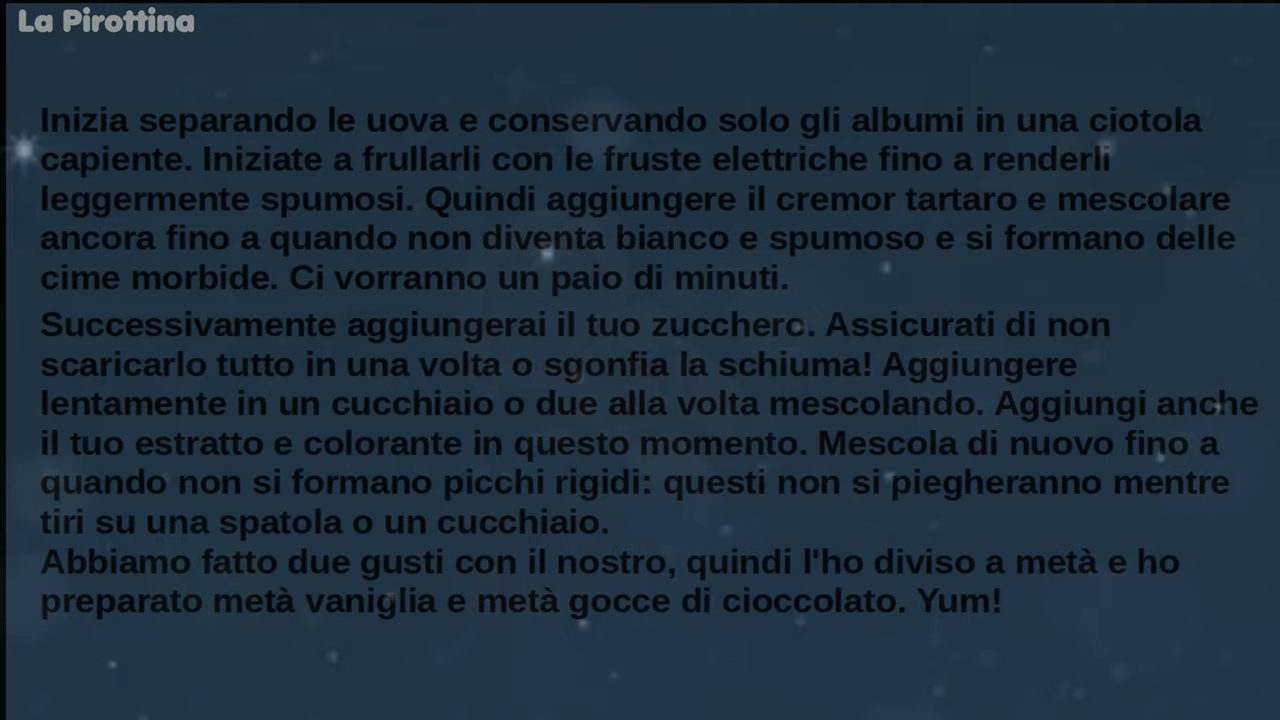 La Pirottina
Inizia separando le uova e conservando solo gli albumi in una ciotola
capiente. Iniziate a frullarli con le fruste elettriche fino a renderli
leggermente spumosi. Quindi aggiungere il cremor tartaro e mescolare
ancora fino a quando non diventa bianco e spumoso e si formano delle
cime morbide. Ci vorranno un paio di minuti.
Successivamente aggiungerai il tuo zucchero. Assicurati di non
scaricarlo tutto in una volta o sgonfia la schiuma! Aggiungere
lentamente in un cucchiaio o due alla volta mescolando. Aggiungi anche
il tuo estratto e colorante in questo momento. Mescola di nuovo fino a
quando non si formano picchi rigidi: questi non si piegheranno mentre
tiri su una spatola o un cucchiaio.
Abbiamo fatto due gusti con il nostro, quindi l'ho diviso a metà e ho
preparato metà vaniglia e metà gocce di cioccolato. Yum!